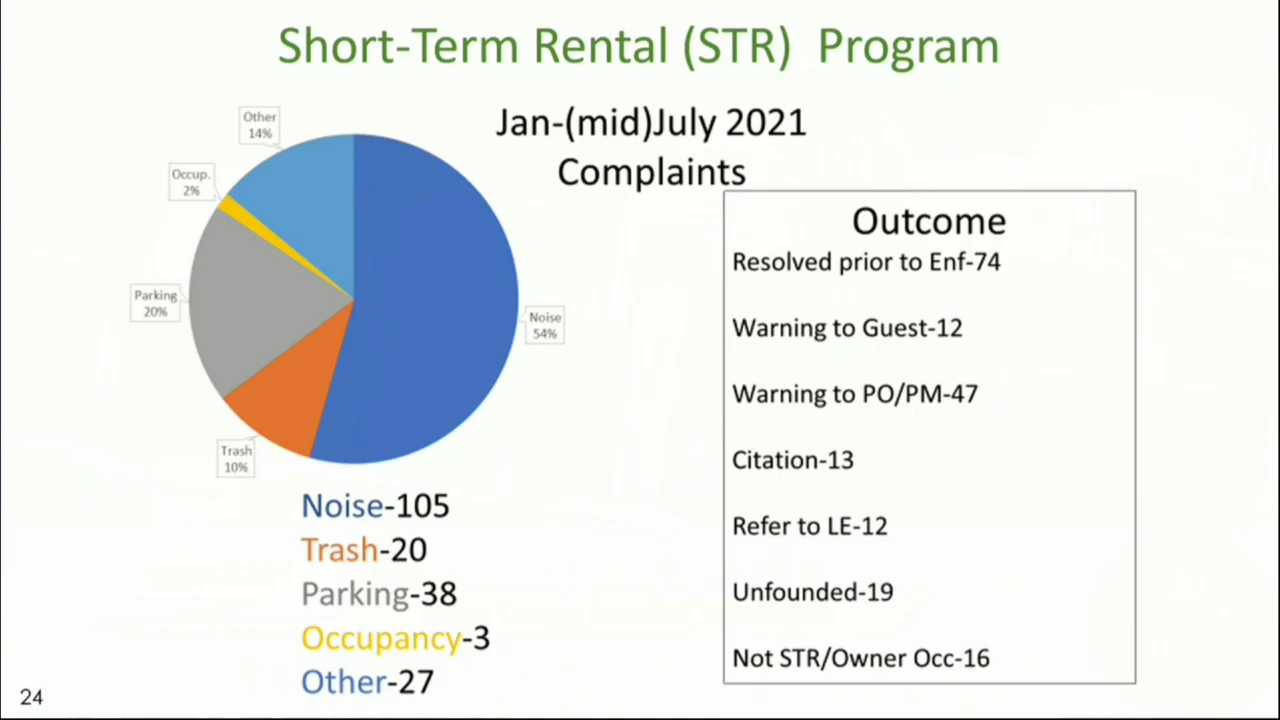 Short-Term Rental (STR) Program
Jan-(mid)July 2021
Complaints
Other
14%
Occup.
2%
Parking
20%
Noise
54%
Trash
10%
Noise-105
Trash-20
Parking-38
Occupancy-3
Other-27
Outcome
Resolved prior to Enf-74
Warning to Guest-12
Warning to PO/PM-47
Citation-13
Refer to LE-12
Unfounded-19
Not STR/Owner Occ-16
24